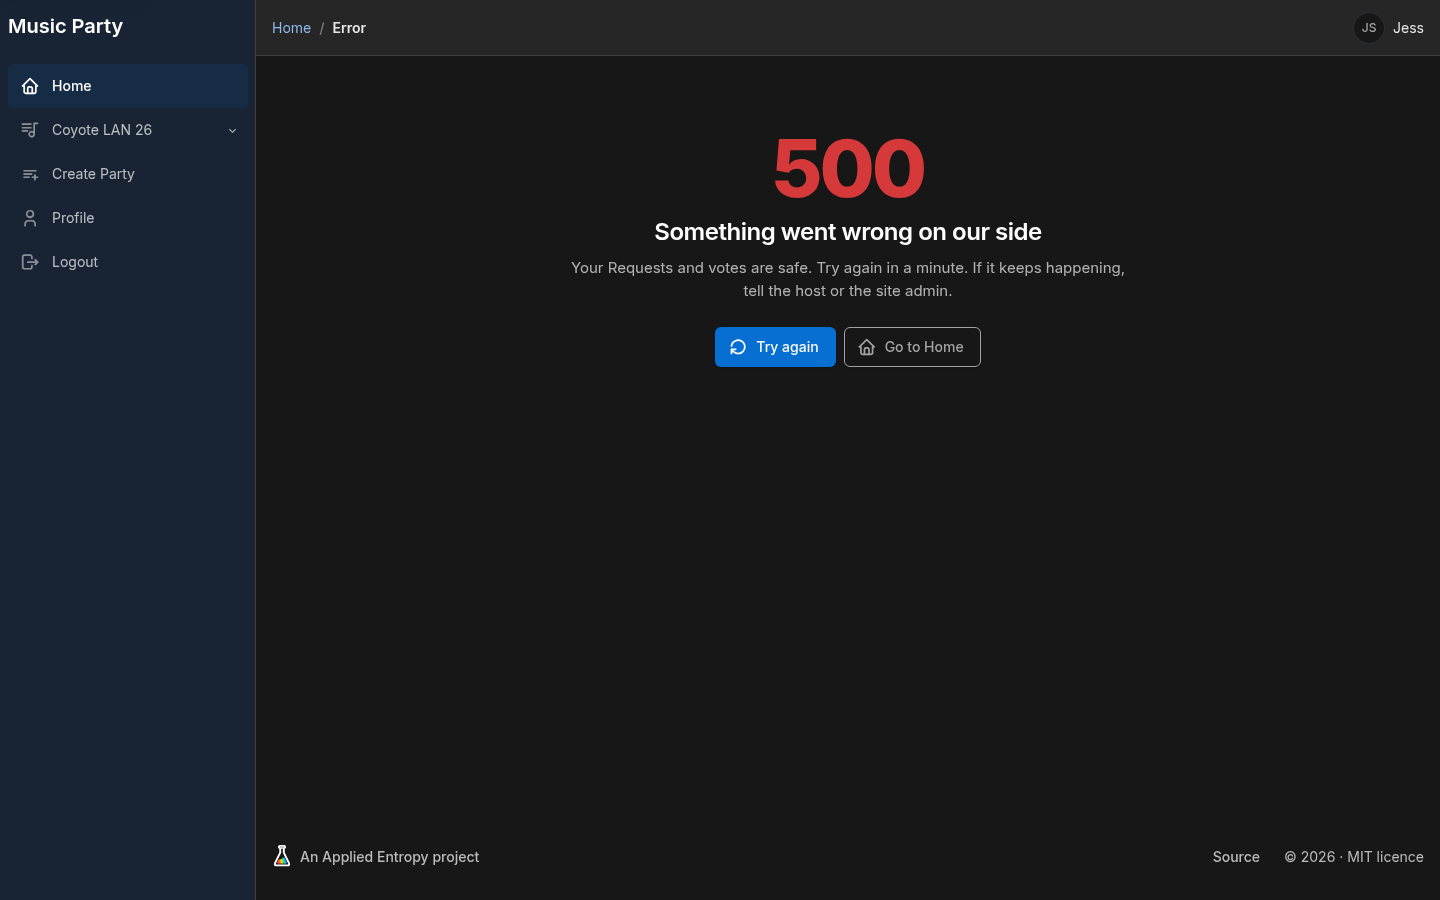 Music Party
Home
Coyote LAN 26
Create Party
Profile
Logout
Home / Error
JS Jess
500
Something went wrong on our side
Your Requests and votes are safe. Try again in a minute. If it keeps happening,
tell the host or the site admin.
Try again
Go to Home
An Applied Entropy project
Source
© 2026 · MIT licence